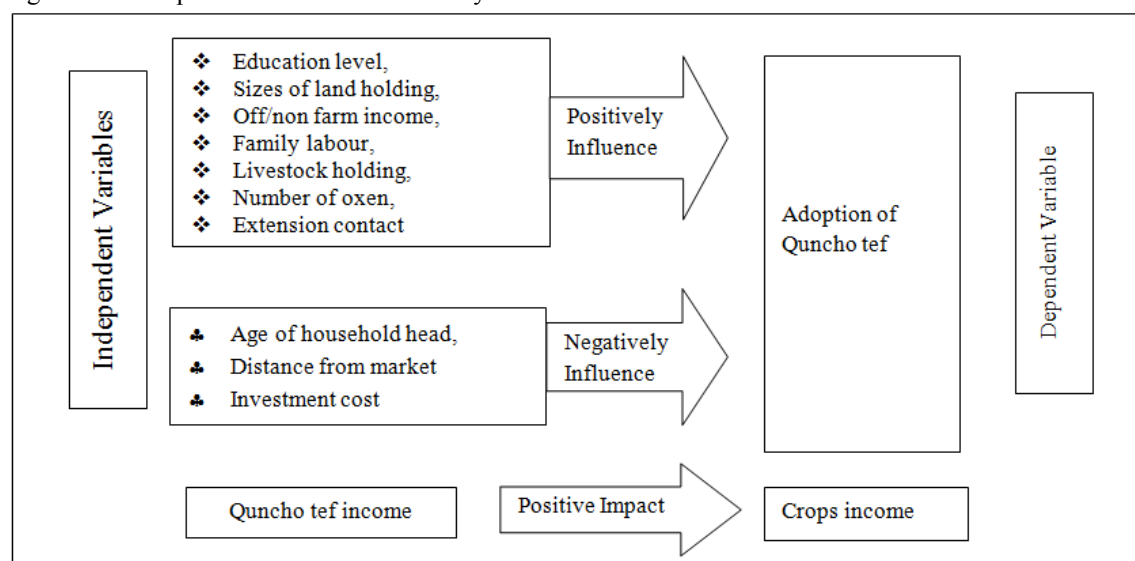 Independent Variables
❖ Education level,
❖ Sizes of land holding,
❖ Off/non farm income,
❖ Family labour,
❖ Livestock holding,
❖ Number of oxen,
❖ Extension contact
Positively
Influence
Adoption of
Quncho tef
Dependent Variable
♣ Age of household head,
♣ Distance from market
♣ Investment cost
Negatively
Influence
Quncho tef income
Positive Impact
Crops income